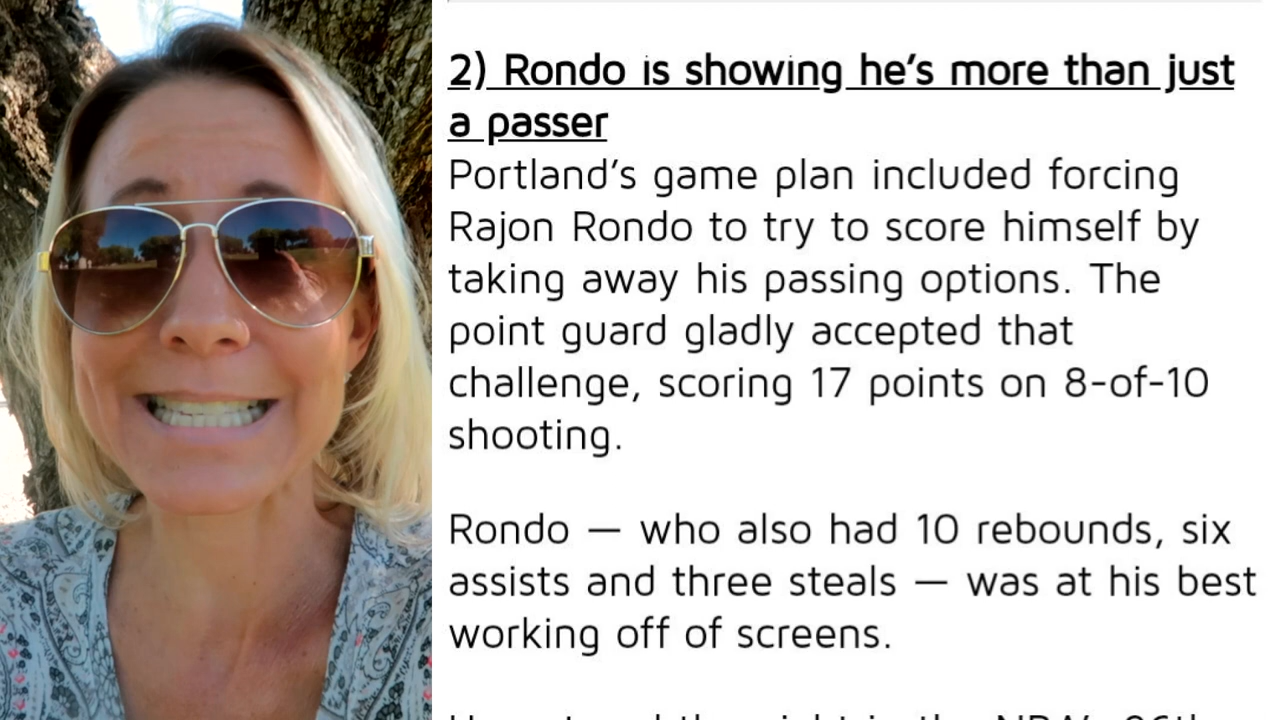 2) Rondo is showing he’s more than just
a passer
Portland’s game plan included forcing
Rajon Rondo to try to score himself by
taking away his passing options. The
point guard gladly accepted that
challenge, scoring 17 points on 8-of-10
shooting.
Rondo — who also had 10 rebounds, six
assists and three steals — was at his best
working off of screens.